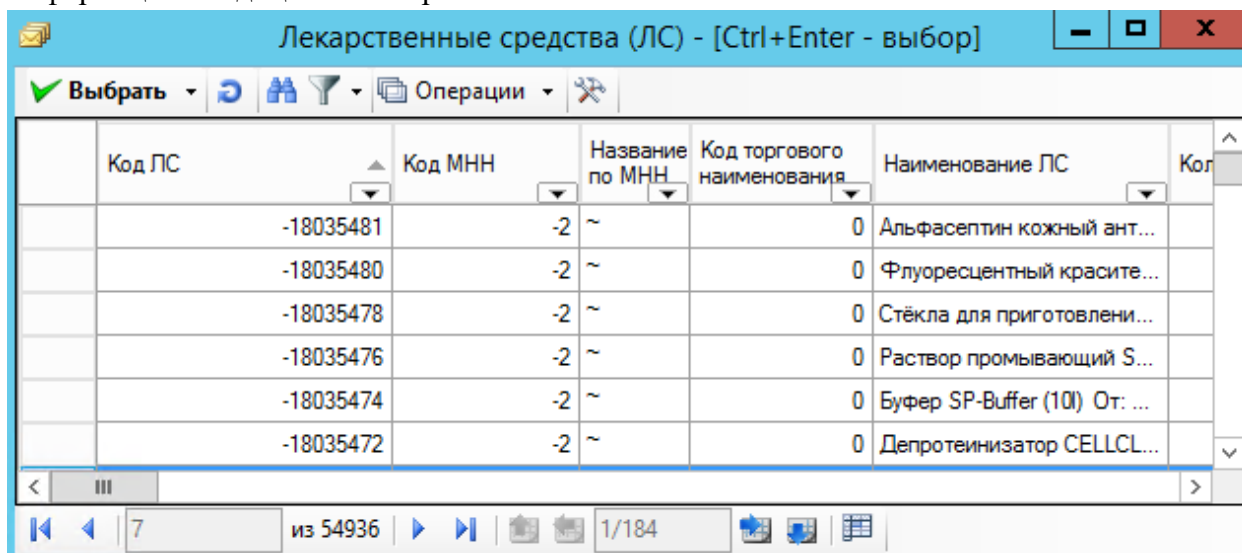 Лекарственные средства (ЛС) - [Ctrl+Enter - выбор]
Выбрать Операции
Код ЛС Код МНН Название по МНН Код торгового наименования Наименование ЛС Кол
-18035481 -2 ~ 0 Альфасептин кожный ант...
-18035480 -2 ~ 0 Флуоресцентный красите...
-18035478 -2 ~ 0 Стёкла для приготовлени...
-18035476 -2 ~ 0 Раствор промывающий S...
-18035474 -2 ~ 0 Буфер SP-Buffer (10l) От: ...
-18035472 -2 ~ 0 Депротеинизатор CELLCL...
7 из 54936 1/184